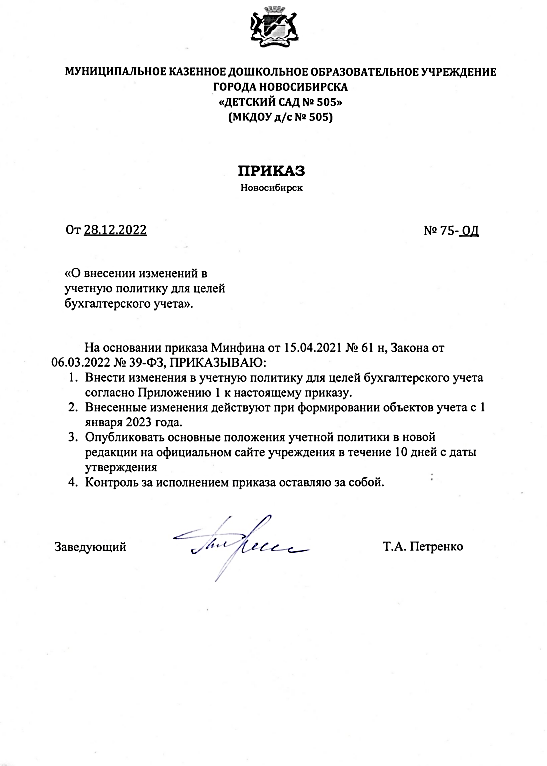 МУНИЦИПАЛЬНОЕ КАЗЕННОЕ ДОШКОЛЬНОЕ ОБРАЗОВАТЕЛЬНОЕ УЧРЕЖДЕНИЕ
ГОРОДА НОВОСИБИРСКА
«ДЕТСКИЙ САД № 505»
(МКДОУ д/с № 505)
ПРИКАЗ
Новосибирск
От 28.12.2022 № 75- ОД
«О внесении изменений в
учетную политику для целей
бухгалтерского учета».
На основании приказа Минфина от 15.04.2021 № 61 н, Закона от
06.03.2022 № 39-ФЗ, ПРИКАЗЫВАЮ:
1. Внести изменения в учетную политику для целей бухгалтерского учета
согласно Приложению 1 к настоящему приказу.
2. Внесенные изменения действуют при формировании объектов учета с 1
января 2023 года.
3. Опубликовать основные положения учетной политики в новой
редакции на официальном сайте учреждения в течение 10 дней с даты
утверждения
4. Контроль за исполнением приказа оставляю за собой.
Заведующий Т.А. Петренко